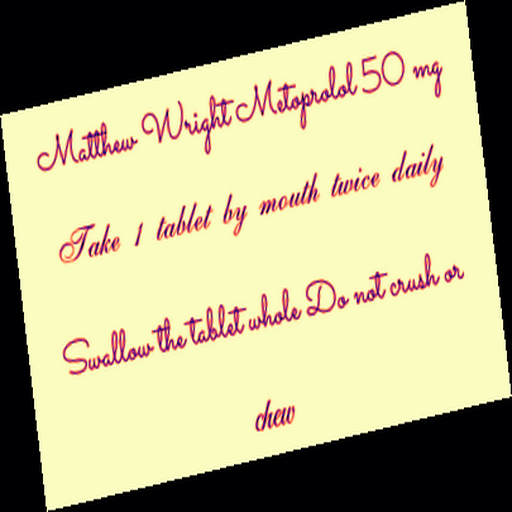 Matthew Wright Metoprolol 50 mg
Take 1 tablet by mouth twice daily
Swallow the tablet whole Do not crush or
chew